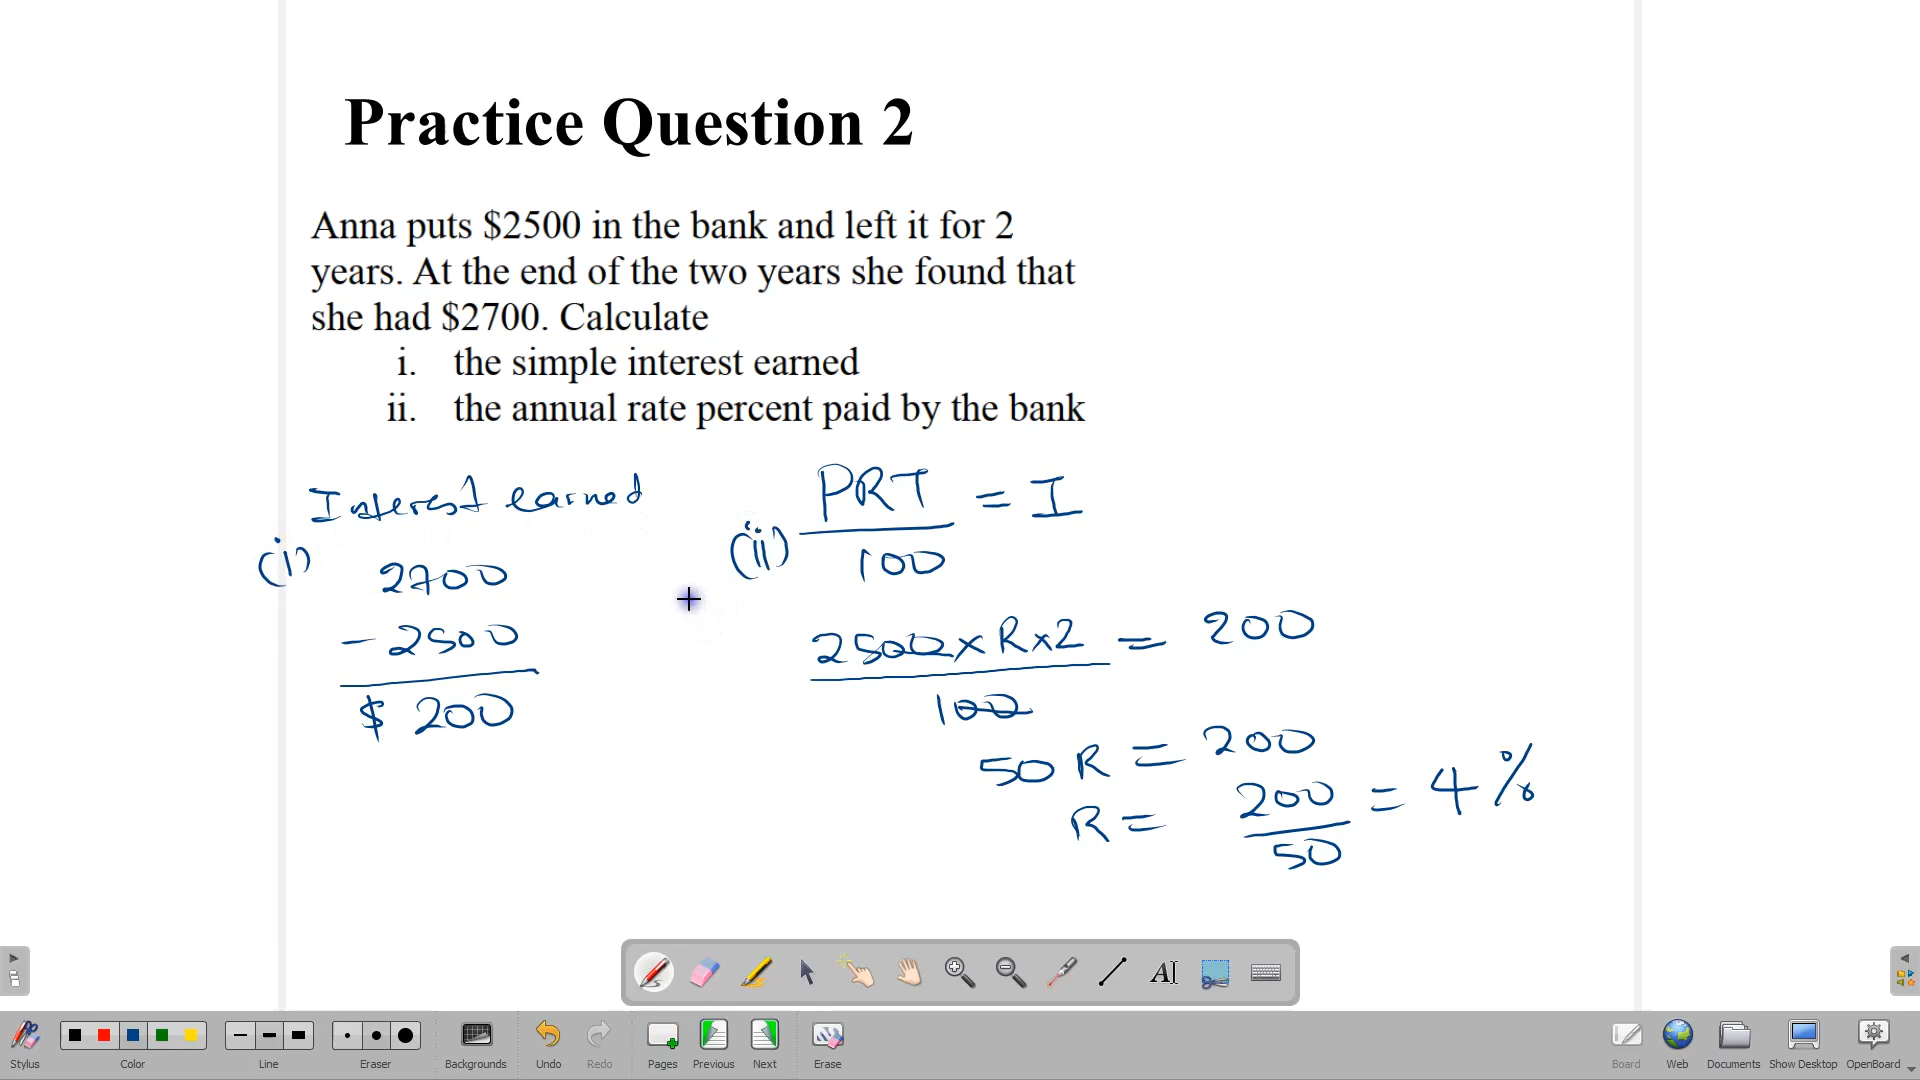 Practice Question 2
Anna puts $2500 in the bank and left it for 2
years. At the end of the two years she found that
she had $2700. Calculate
i. the simple interest earned
ii. the annual rate percent paid by the bank
Interest earned
(i)
2700
- 2500
$ 200
(ii)
PRT
= I
100
2500 x R x 2 = 200
100
50 R = 200
R = 200 = 4 %
50
AI
Stylus
Color
Line
Eraser
Backgrounds
Undo
Redo
Pages
Previous
Next
Erase
Board
Web
Documents
Show Desktop
OpenBoard